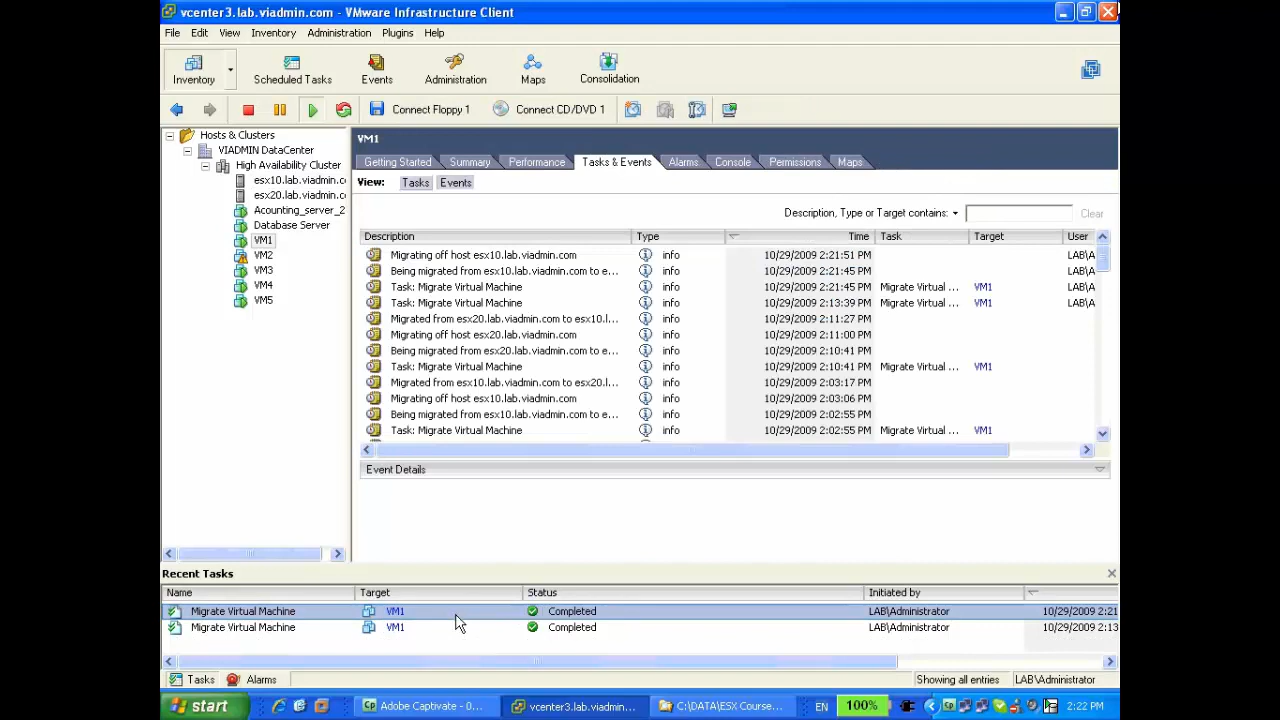 vcenter3.lab.viadmin.com - VMware Infrastructure Client
File Edit View Inventory Administration Plugins Help
Inventory Scheduled Tasks Events Administration Maps Consolidation
Connect Floppy 1 Connect CD/DVD 1
Hosts & Clusters
VIADMIN DataCenter
High Availability Cluster
esx10.lab.viadmin.c
esx20.lab.viadmin.c
Acounting_server_2
Database Server
VM1
VM2
VM3
VM4
VM5
VM1
Getting Started Summary Performance Tasks & Events Alarms Console Permissions Maps
View: Tasks Events
Description, Type or Target contains: Clear
Description Type Time Task Target User
Migrating off host esx10.lab.viadmin.com info 10/29/2009 2:21:51 PM LAB\A
Being migrated from esx10.lab.viadmin.com to e... info 10/29/2009 2:21:45 PM LAB\A
Task: Migrate Virtual Machine info 10/29/2009 2:21:45 PM Migrate Virtual ... VM1 LAB\A
Task: Migrate Virtual Machine info 10/29/2009 2:13:39 PM Migrate Virtual ... VM1 LAB\A
Migrated from esx20.lab.viadmin.com to esx10.l... info 10/29/2009 2:11:27 PM
Migrating off host esx20.lab.viadmin.com info 10/29/2009 2:11:00 PM
Being migrated from esx20.lab.viadmin.com to e... info 10/29/2009 2:10:41 PM
Task: Migrate Virtual Machine info 10/29/2009 2:10:41 PM Migrate Virtual ... VM1
Migrated from esx10.lab.viadmin.com to esx20.l... info 10/29/2009 2:03:17 PM
Migrating off host esx10.lab.viadmin.com info 10/29/2009 2:03:06 PM
Being migrated from esx10.lab.viadmin.com to e... info 10/29/2009 2:02:55 PM
Task: Migrate Virtual Machine info 10/29/2009 2:02:55 PM Migrate Virtual ... VM1
Event Details
Recent Tasks
Name Target Status Initiated by
Migrate Virtual Machine VM1 Completed LAB\Administrator 10/29/2009 2:21
Migrate Virtual Machine VM1 Completed LAB\Administrator 10/29/2009 2:13
Tasks Alarms Showing all entries LAB\Administrator
start Adobe Captivate - 0... vcenter3.lab.viadmin... C:\DATA\ESX Course... EN 100% 2:22 PM